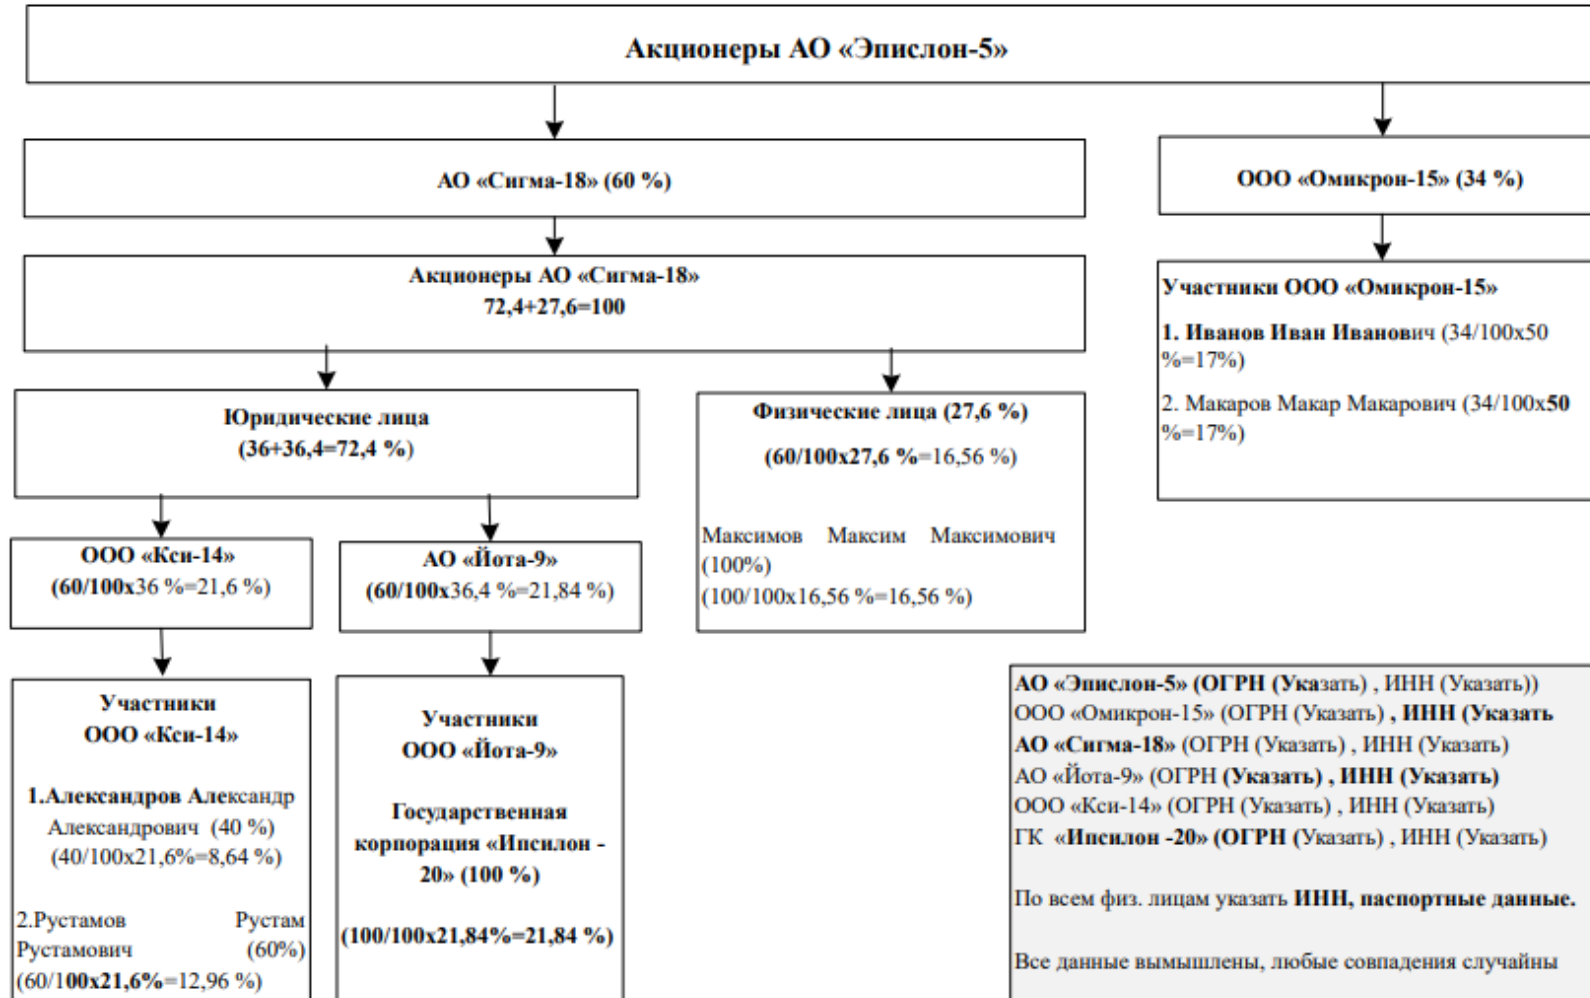 Акционеры АО «Эпислон-5»
АО «Сигма-18» (60 %)
ООО «Омикрон-15» (34 %)
Акционеры АО «Сигма-18»
72,4+27,6=100
Участники ООО «Омикрон-15»
1. Иванов Иван Иванович (34/100х50
%=17%)
2. Макаров Макар Макарович (34/100х50
%=17%)
Юридические лица
(36+36,4=72,4 %)
Физические лица (27,6 %)
(60/100х27,6 %=16,56 %)
Максимов Максим Максимович
(100%)
(100/100х16,56 %=16,56 %)
ООО «Кси-14»
(60/100х36 %=21,6 %)
АО «Йота-9»
(60/100х36,4 %=21,84 %)
Участники
ООО «Кси-14»
1.Александров Александр
Александрович (40 %)
(40/100х21,6%=8,64 %)
2.Рустамов Рустам
Рустамович (60%)
(60/100х21,6%=12,96 %)
Участники
ООО «Йота-9»
Государственная
корпорация «Ипсилон -
20» (100 %)
(100/100х21,84%=21,84 %)
АО «Эпислон-5» (ОГРН (Указать) , ИНН (Указать))
ООО «Омикрон-15» (ОГРН (Указать) , ИНН (Указать
АО «Сигма-18» (ОГРН (Указать) , ИНН (Указать)
АО «Йота-9» (ОГРН (Указать) , ИНН (Указать)
ООО «Кси-14» (ОГРН (Указать) , ИНН (Указать)
ГК «Ипсилон -20» (ОГРН (Указать) , ИНН (Указать)
По всем физ. лицам указать ИНН, паспортные данные.
Все данные вымышлены, любые совпадения случайны